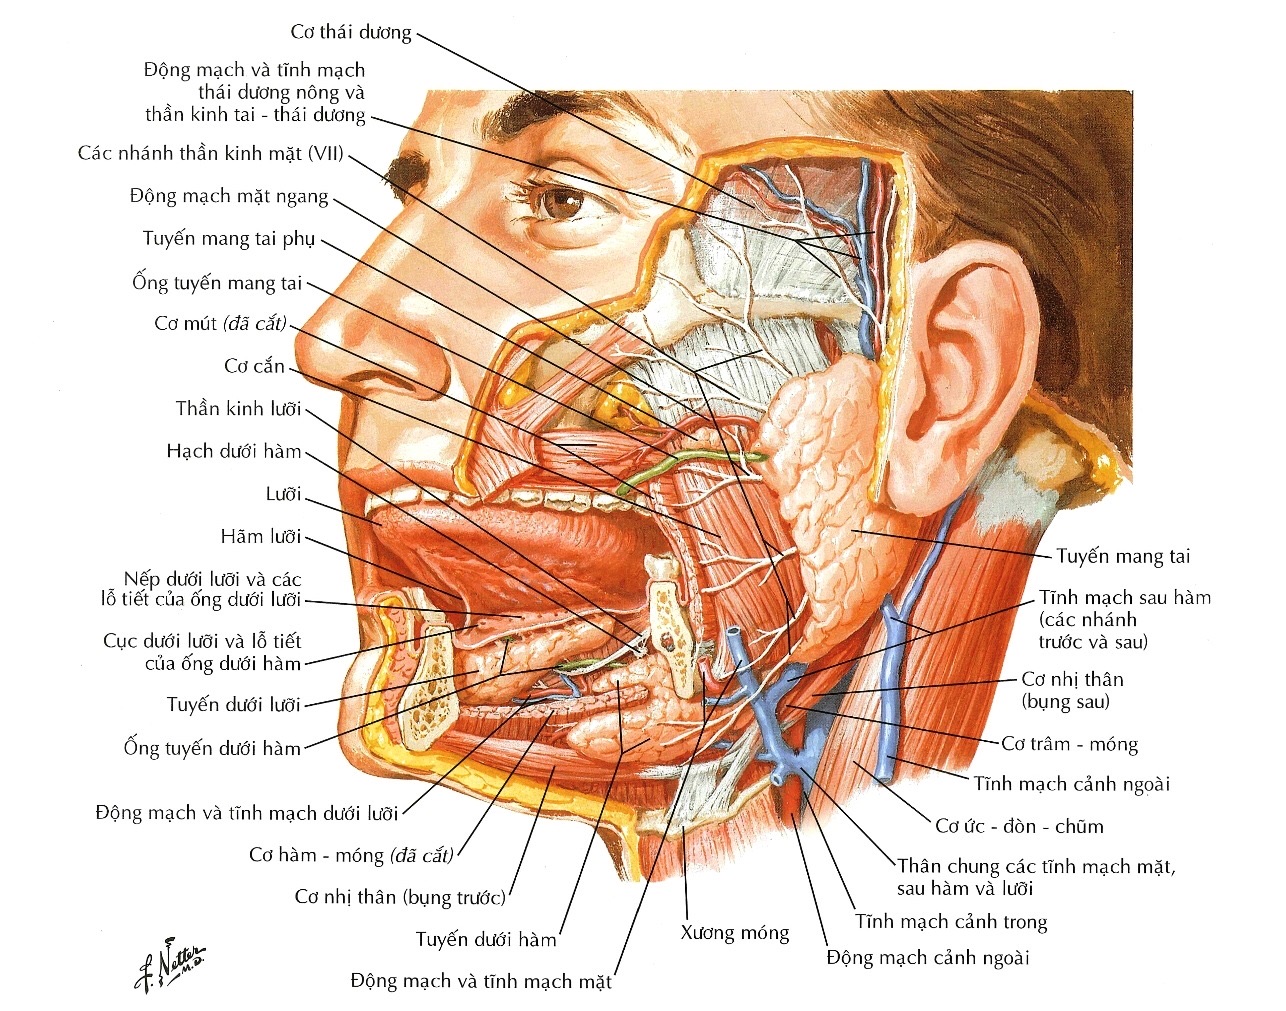 Cơ thái dương
Động mạch và tĩnh mạch
thái dương nông và
thần kinh tai - thái dương
Các nhánh thần kinh mặt (VII)
Động mạch mặt ngang
Tuyến mang tai phụ
Ống tuyến mang tai
Cơ mút (đã cắt)
Cơ cắn
Thần kinh lưỡi
Hạch dưới hàm
Lưỡi
Hãm lưỡi
Nếp dưới lưỡi và các
lỗ tiết của ống dưới lưỡi
Cục dưới lưỡi và lỗ tiết
của ống dưới hàm
Tuyến dưới lưỡi
Ống tuyến dưới hàm
Động mạch và tĩnh mạch dưới lưỡi
Cơ hàm - móng (đã cắt)
Cơ nhị thân (bụng trước)
Tuyến dưới hàm
Động mạch và tĩnh mạch mặt
Xương móng
Tuyến mang tai
Tĩnh mạch sau hàm
(các nhánh
trước và sau)
Cơ nhị thân
(bụng sau)
Cơ trâm - móng
Tĩnh mạch cảnh ngoài
Cơ ức - đòn - chũm
Thân chung các tĩnh mạch mặt,
sau hàm và lưỡi
Tĩnh mạch cảnh trong
Động mạch cảnh ngoài
F. Netter
M.D.